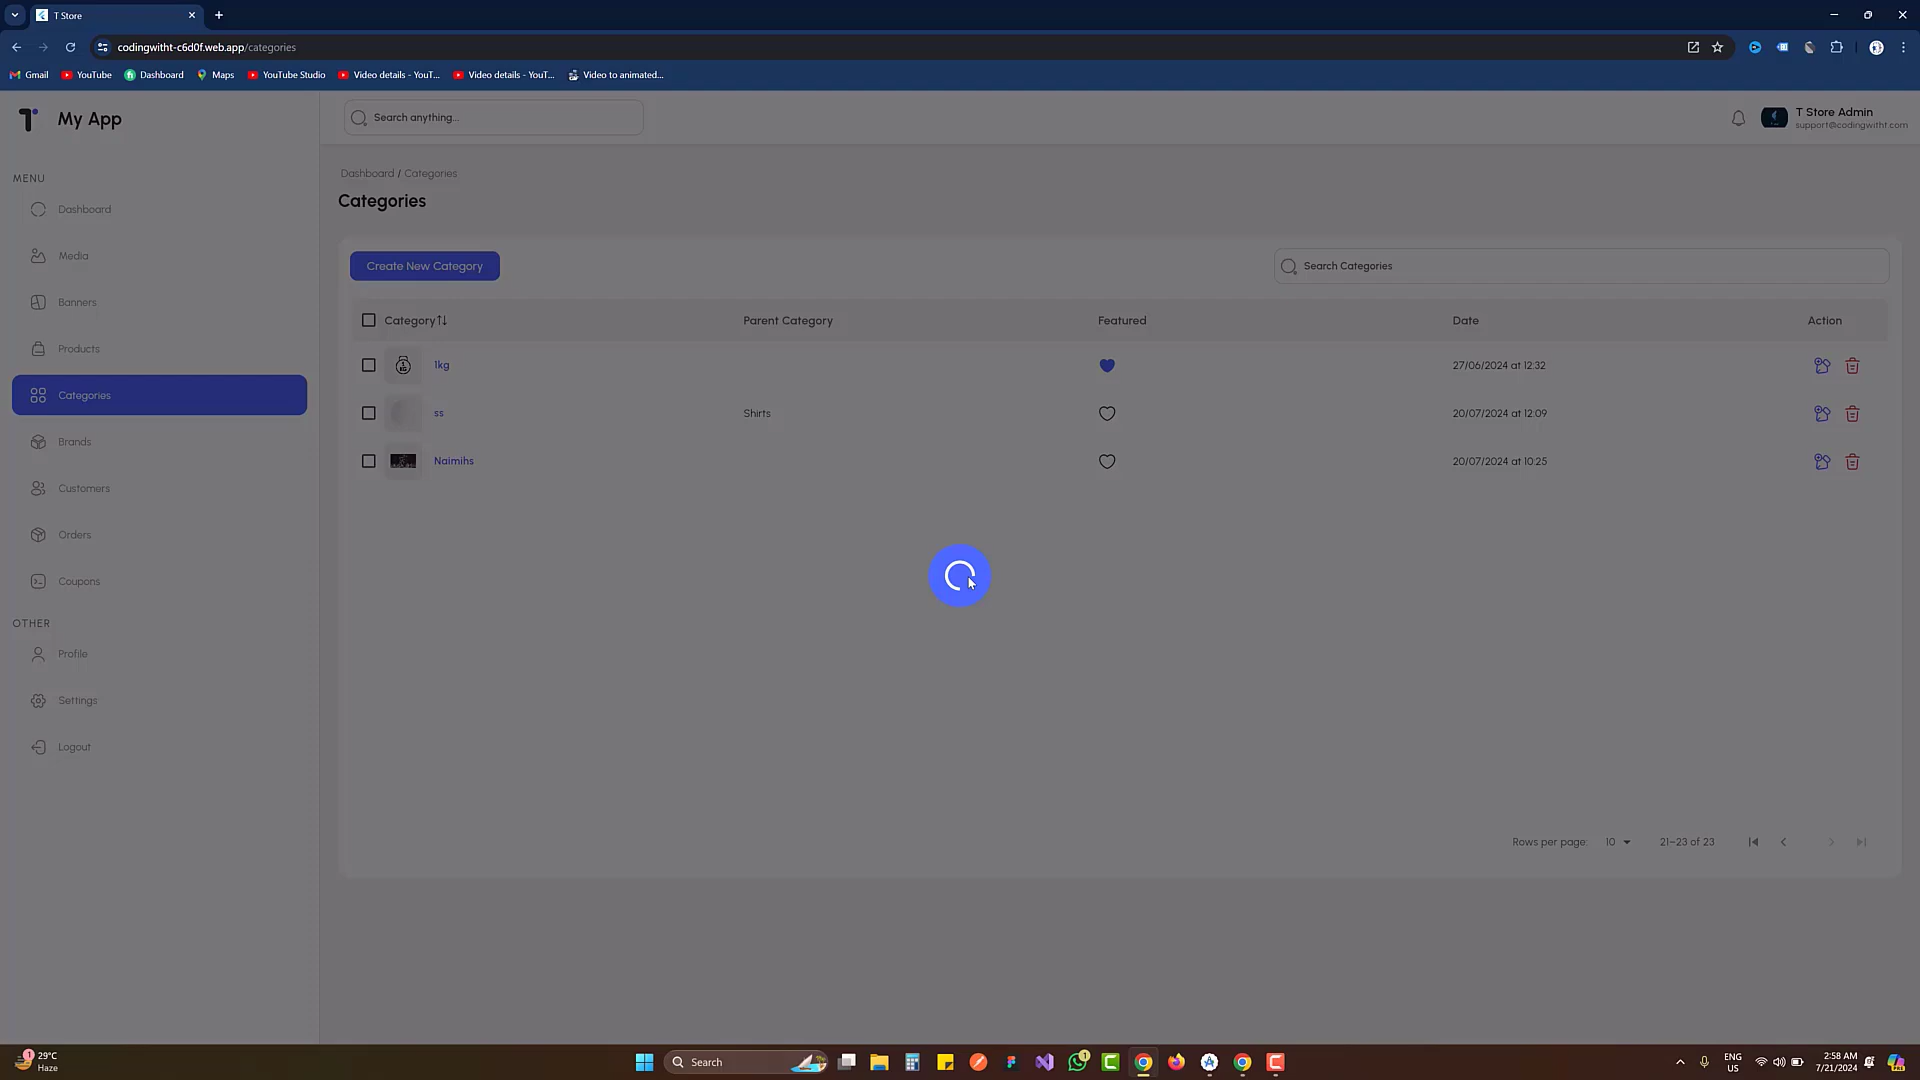 T Store
codingwitht-c6d0f.web.app/categories
Gmail
YouTube
Dashboard
Maps
YouTube Studio
Video details - YouT...
Video details - YouT...
Video to animated...
T
My App
Search anything...
T Store Admin
support@codingwitht.com
MENU
Dashboard
Media
Banners
Products
Categories
Brands
Customers
Orders
Coupons
OTHER
Profile
Settings
Logout
Dashboard / Categories
Categories
Create New Category
Search Categories
Category Parent Category Featured Date Action
1kg 27/06/2024 at 12:32
ss Shirts 20/07/2024 at 12:09
Naimihs 20/07/2024 at 10:25
Rows per page: 10 21–23 of 23
1
29°C
Haze
Search
1
ENG
US
2:58 AM
7/21/2024